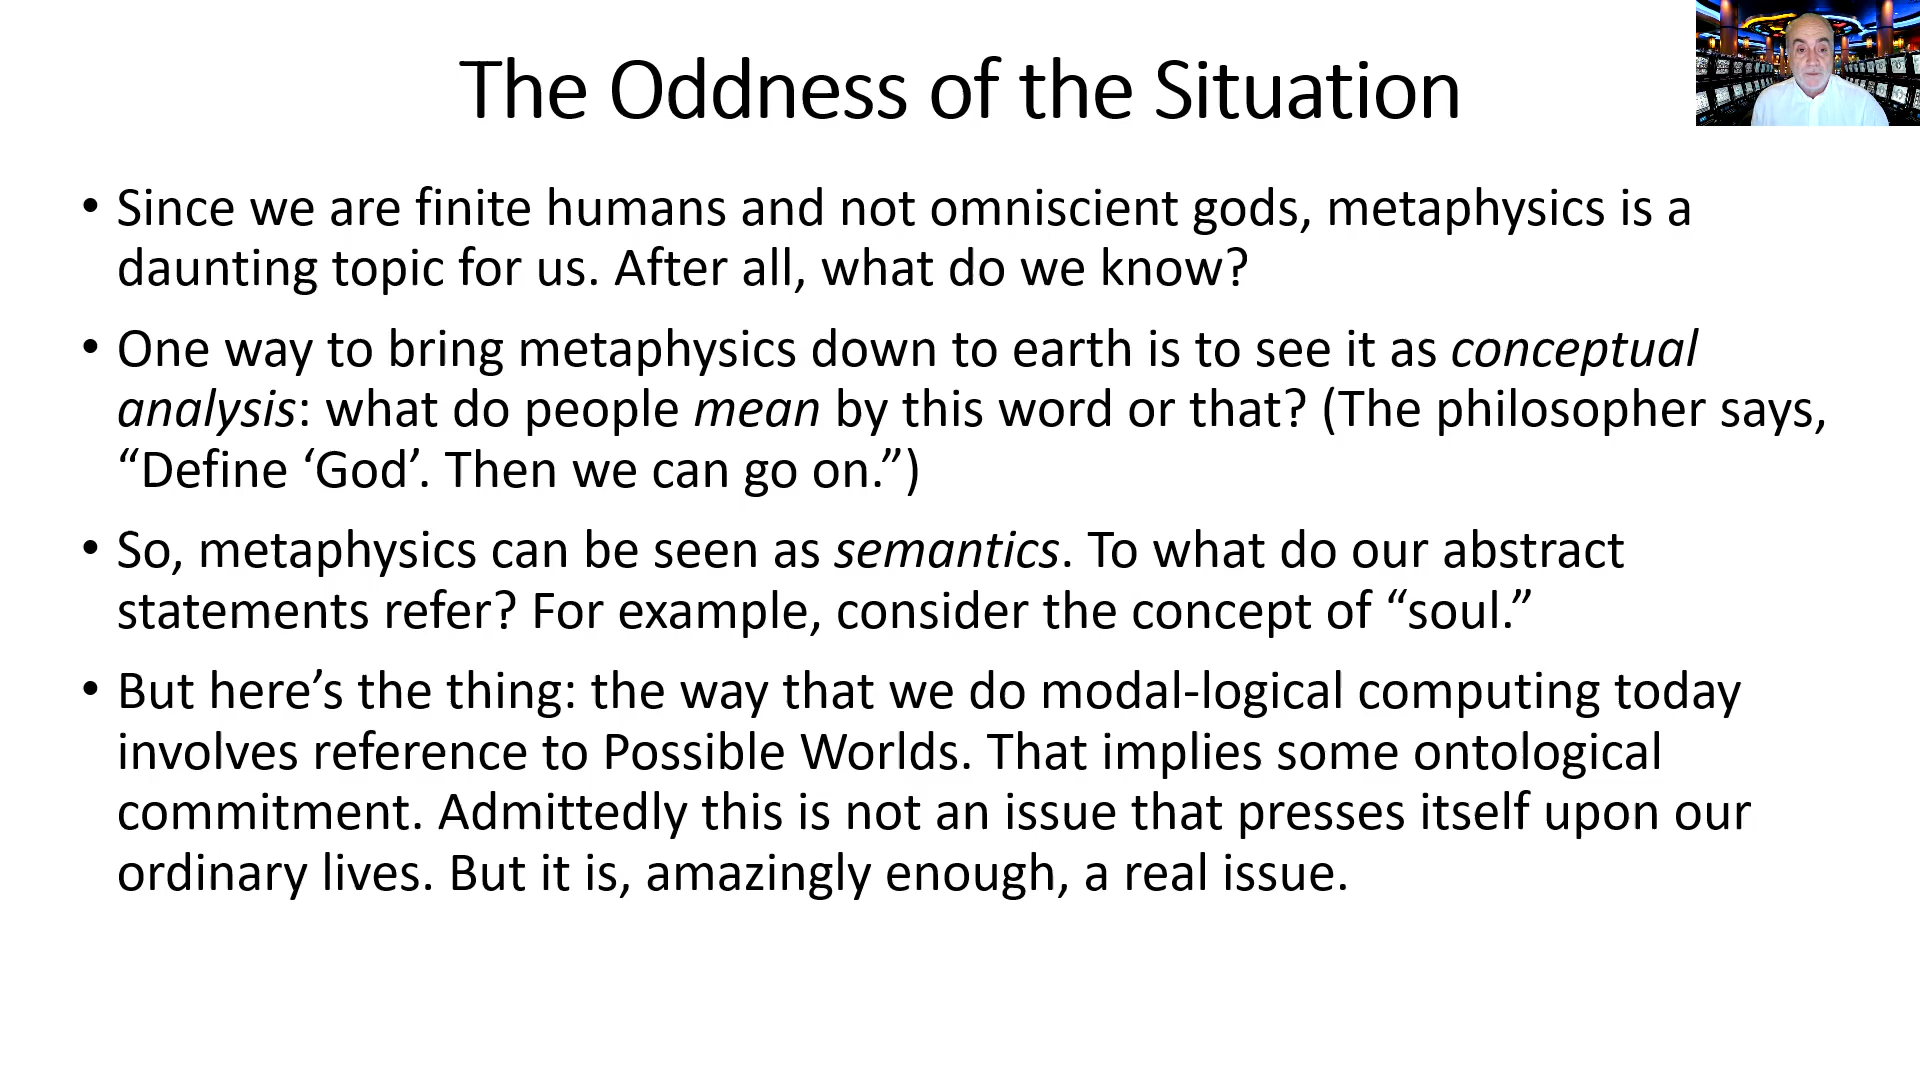 The Oddness of the Situation
• Since we are finite humans and not omniscient gods, metaphysics is a
daunting topic for us. After all, what do we know?
• One way to bring metaphysics down to earth is to see it as conceptual
analysis: what do people mean by this word or that? (The philosopher says,
“Define ‘God’. Then we can go on.”)
• So, metaphysics can be seen as semantics. To what do our abstract
statements refer? For example, consider the concept of “soul.”
• But here’s the thing: the way that we do modal-logical computing today
involves reference to Possible Worlds. That implies some ontological
commitment. Admittedly this is not an issue that presses itself upon our
ordinary lives. But it is, amazingly enough, a real issue.